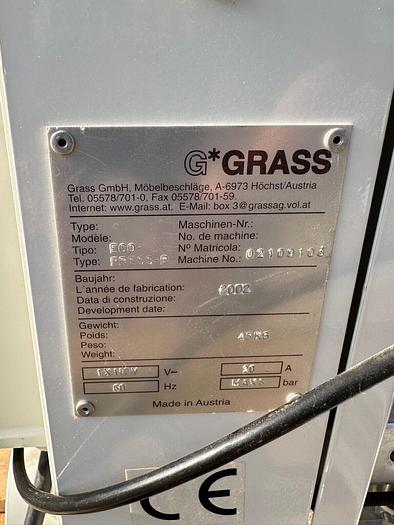 G*GRASS
Grass GmbH, Möbelbeschläge, A-6973 Höchst/Austria
Tel. 05578/701-0, Fax 05578/701-59
Internet: www.grass.at, E-Mail: box 3@grassag.vol.at
Type: Maschinen-Nr.:
Modèle: No. de machine:
Tipo: ECO- Nº Matricola:
Type: Machine No.:
Baujahr:
L'année de fabrication: 2002
Data di construzione:
Development date:
Gewicht:
Poids:
Peso:
Weight:
V~ A
60 Hz bar
Made in Austria
CE